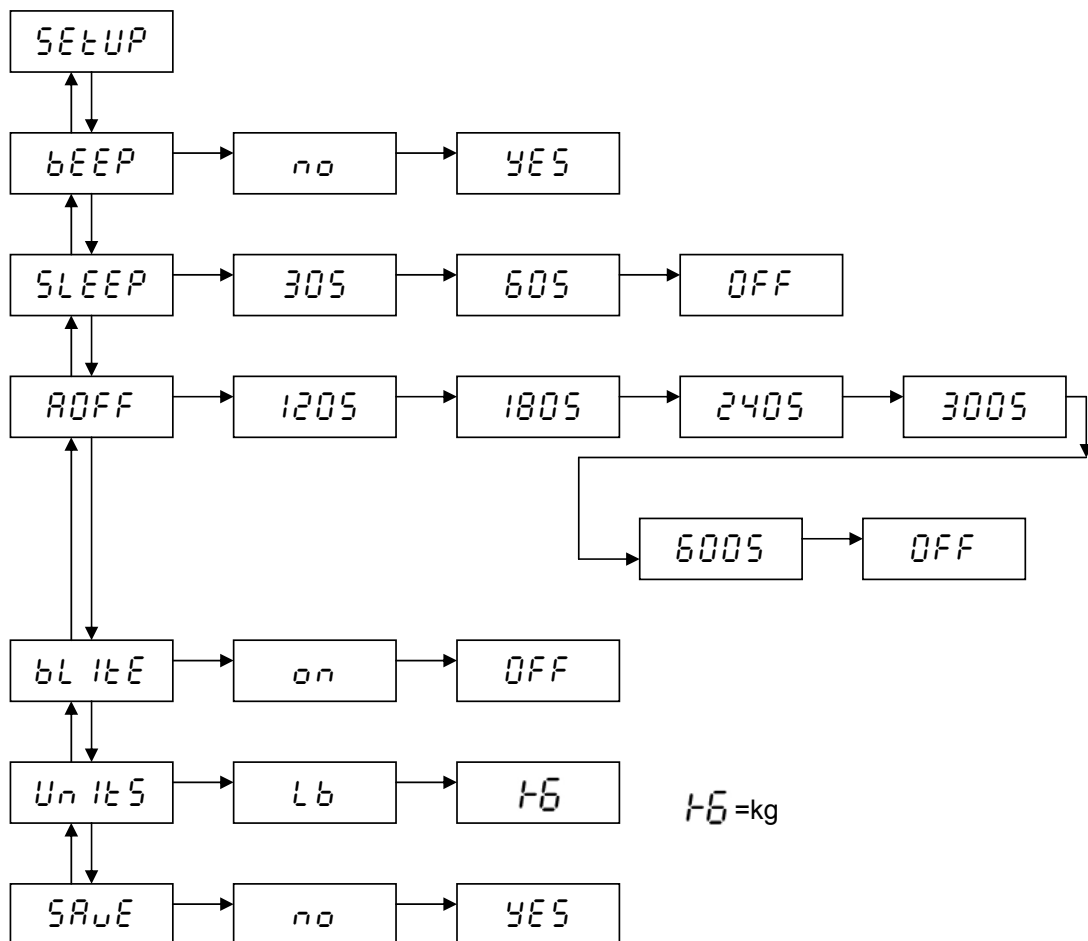 SEtUP
bEEP no YES
SLEEP 30S 60S OFF
AOFF 120S 180S 240S 300S
600S OFF
bLItE on OFF
UnItS Lb kG
kG =kg
SAvE no YES